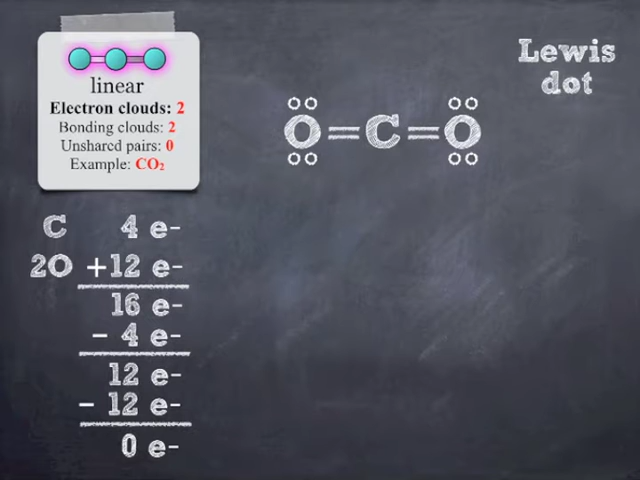 Lewis
dot
linear
Electron clouds: 2
Bonding clouds: 2
Unshared pairs: 0
Example: CO₂
O=C=O
C 4 e-
2O +12 e-
16 e-
- 4 e-
12 e-
- 12 e-
0 e-